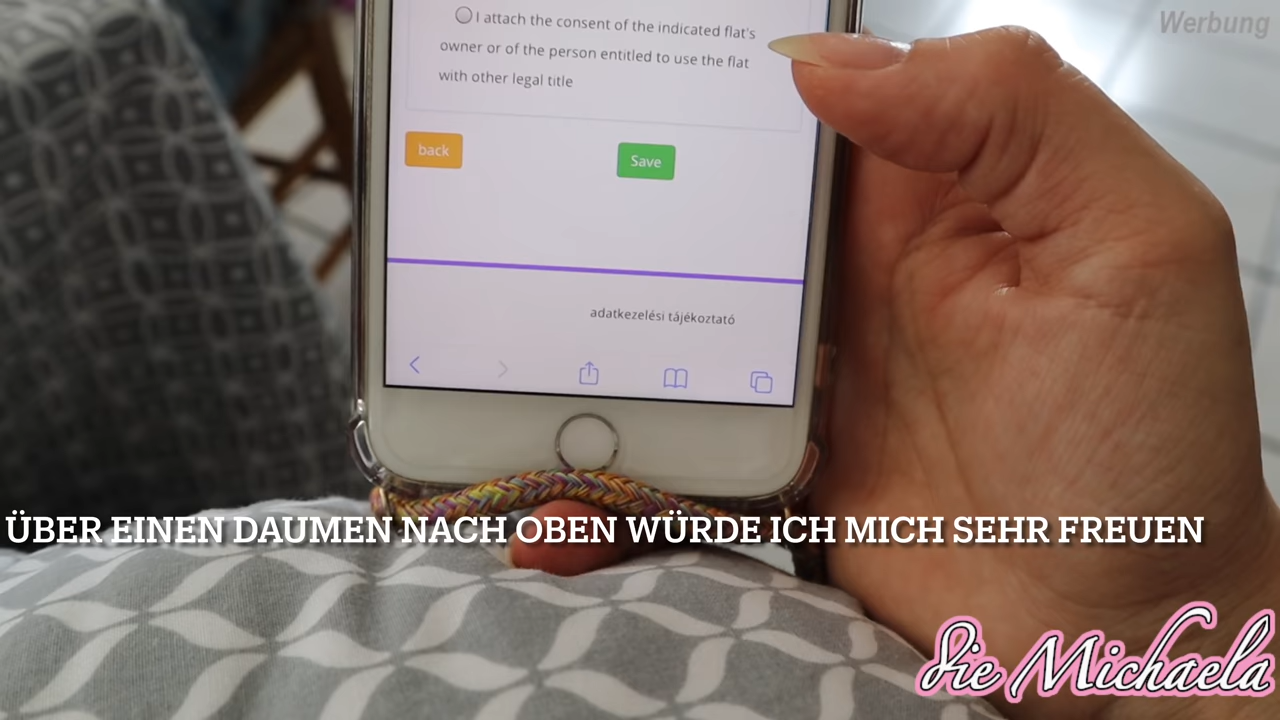 Werbung
I attach the consent of the indicated flat's
owner or of the person entitled to use the flat
with other legal title
back
Save
adatkezelési tájékoztató
ÜBER EINEN DAUMEN NACH OBEN WÜRDE ICH MICH SEHR FREUEN
die Michaela